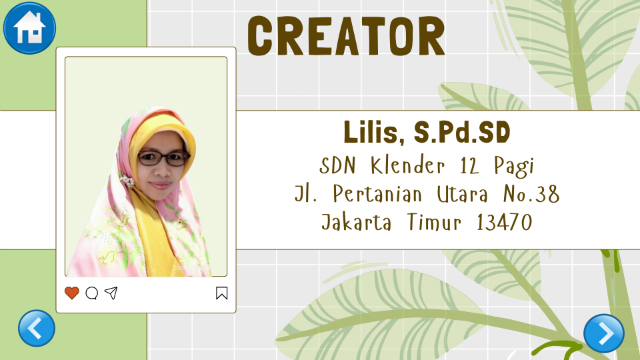 CREATOR
Lilis, S.Pd.SD
SDN Klender 12 Pagi
Jl. Pertanian Utara No.38
Jakarta Timur 13470